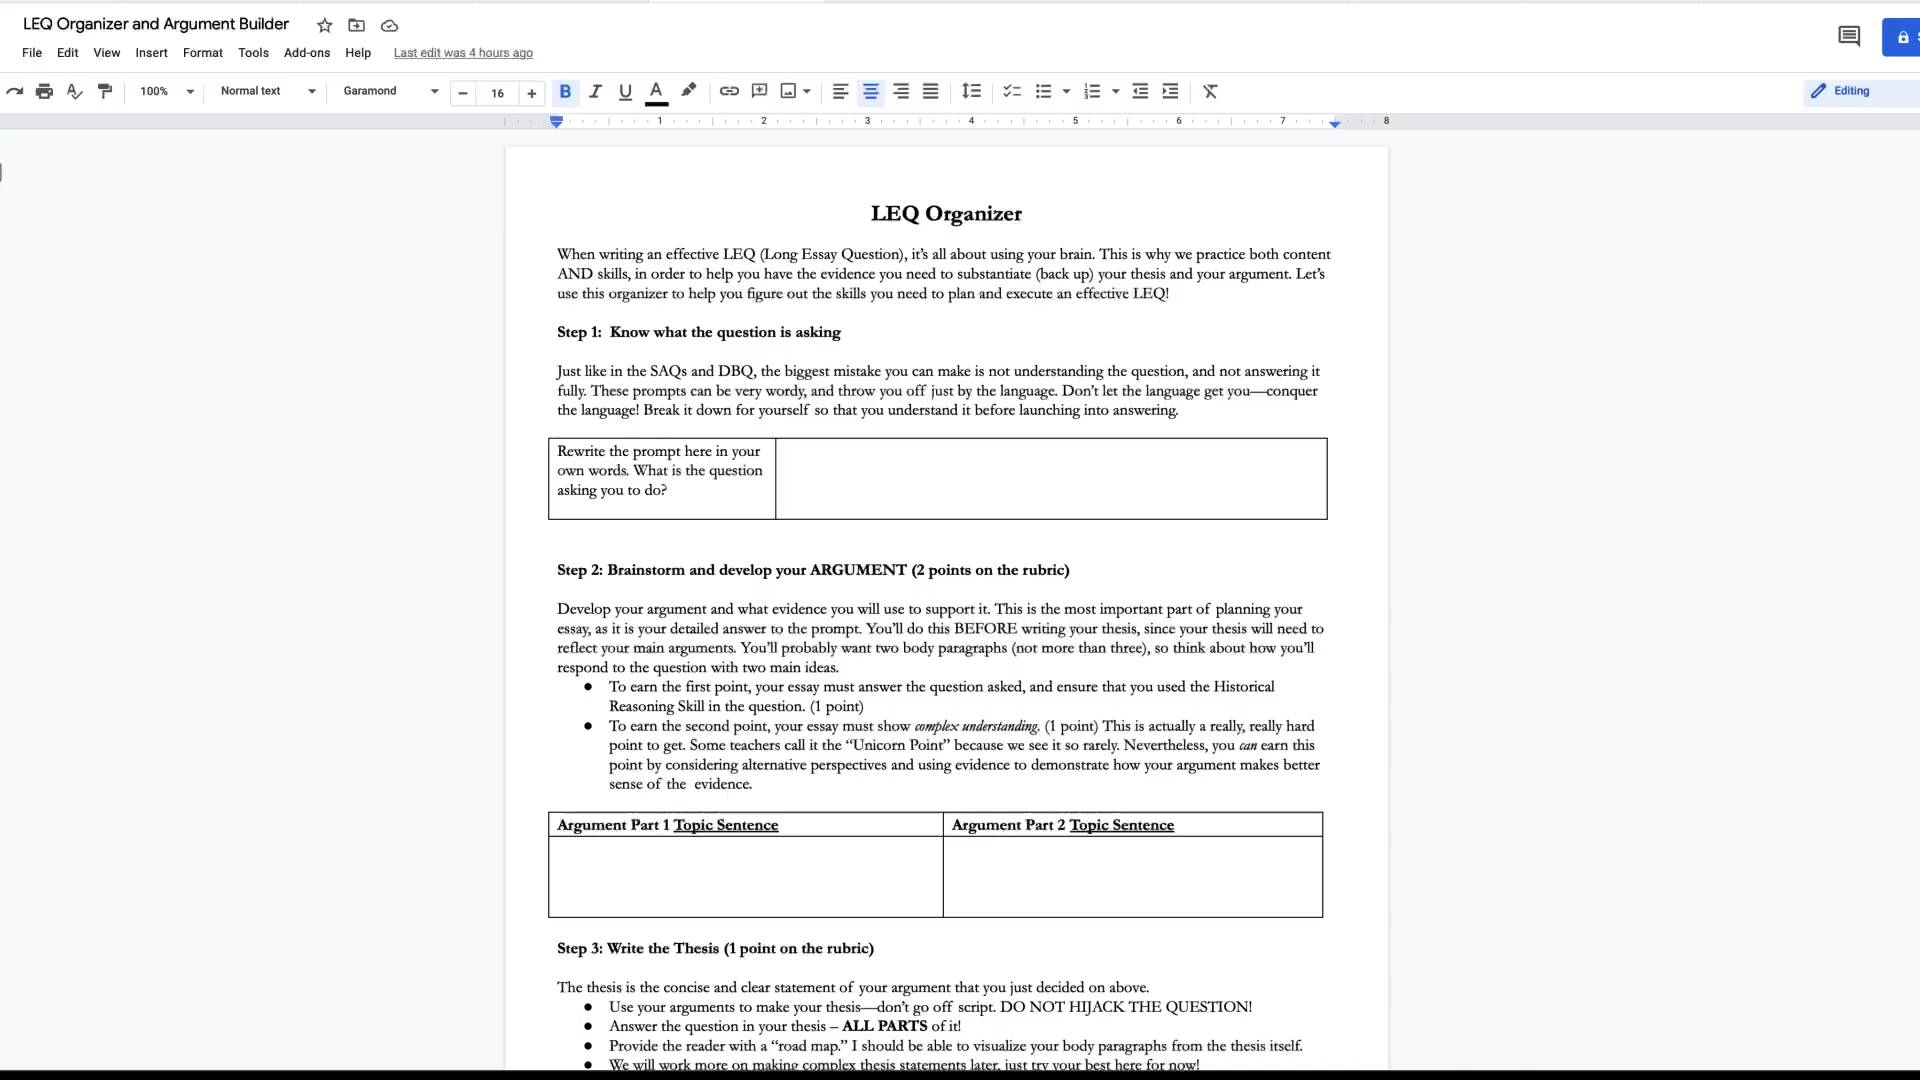 LEQ Organizer and Argument Builder
File Edit View Insert Format Tools Add-ons Help Last edit was 4 hours ago
100% Normal text Garamond − 16 + B I U A Editing
1 2 3 4 5 6 7 8
LEQ Organizer
When writing an effective LEQ (Long Essay Question), it’s all about using your brain. This is why we practice both content
AND skills, in order to help you have the evidence you need to substantiate (back up) your thesis and your argument. Let’s
use this organizer to help you figure out the skills you need to plan and execute an effective LEQ!
Step 1:  Know what the question is asking
Just like in the SAQs and DBQ, the biggest mistake you can make is not understanding the question, and not answering it
fully. These prompts can be very wordy, and throw you off just by the language. Don’t let the language get you—conquer
the language! Break it down for yourself so that you understand it before launching into answering.
Rewrite the prompt here in your
own words. What is the question
asking you to do?
Step 2: Brainstorm and develop your ARGUMENT (2 points on the rubric)
Develop your argument and what evidence you will use to support it. This is the most important part of planning your
essay, as it is your detailed answer to the prompt. You’ll do this BEFORE writing your thesis, since your thesis will need to
reflect your main arguments. You’ll probably want two body paragraphs (not more than three), so think about how you’ll
respond to the question with two main ideas.
● To earn the first point, your essay must answer the question asked, and ensure that you used the Historical
Reasoning Skill in the question. (1 point)
● To earn the second point, your essay must show complex understanding. (1 point) This is actually a really, really hard
point to get. Some teachers call it the “Unicorn Point” because we see it so rarely. Nevertheless, you can earn this
point by considering alternative perspectives and using evidence to demonstrate how your argument makes better
sense of the  evidence.
Argument Part 1 Topic Sentence
Argument Part 2 Topic Sentence
Step 3: Write the Thesis (1 point on the rubric)
The thesis is the concise and clear statement of your argument that you just decided on above.
● Use your arguments to make your thesis—don’t go off script. DO NOT HIJACK THE QUESTION!
● Answer the question in your thesis – ALL PARTS of it!
● Provide the reader with a “road map.” I should be able to visualize your body paragraphs from the thesis itself.
● We will work more on making complex thesis statements later, just try your best here for now!